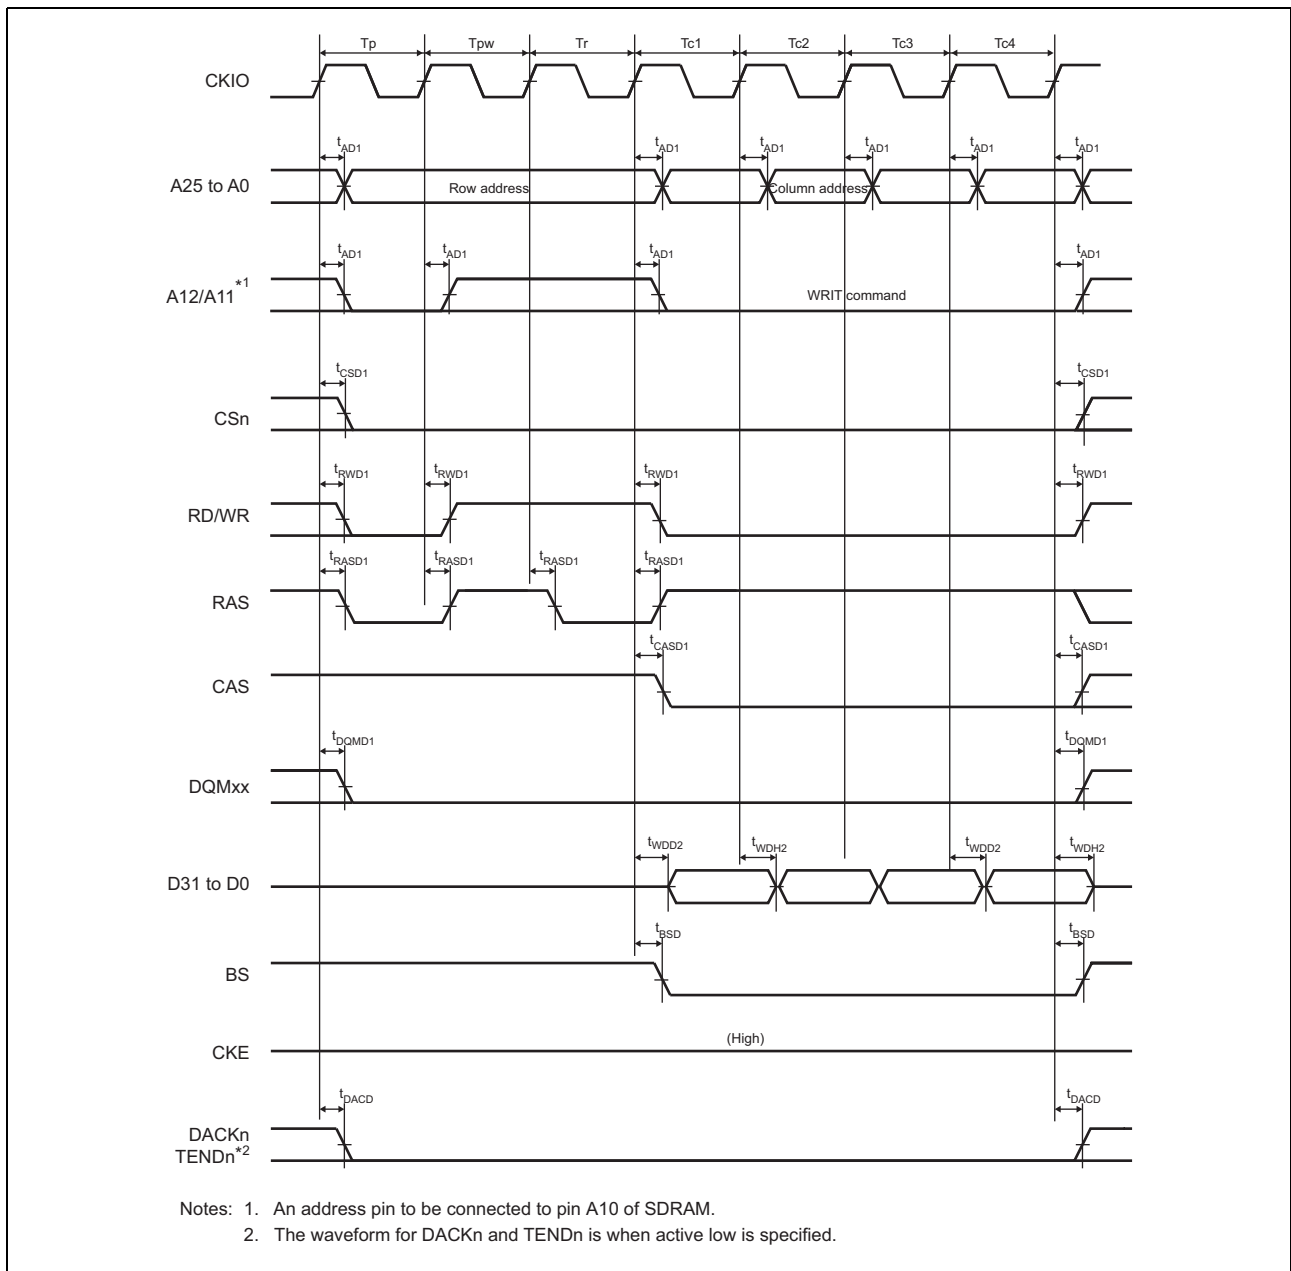 Tp Tpw Tr Tc1 Tc2 Tc3 Tc4
CKIO
tAD1 tAD1 tAD1 tAD1 tAD1 tAD1
A25 to A0 Row address Column address
tAD1 tAD1 tAD1 tAD1
A12/A11*1 WRIT command
tCSD1 tCSD1
CSn
tRWD1 tRWD1 tRWD1 tRWD1
RD/WR
tRASD1 tRASD1 tRASD1 tRASD1
RAS
tCASD1 tCASD1
CAS
tDQMD1 tDQMD1
DQMxx
tWDD2 tWDH2 tWDD2 tWDH2
D31 to D0
tBSD tBSD
BS
(High)
CKE
tDACD tDACD
DACKn
TENDn*2
Notes: 1. An address pin to be connected to pin A10 of SDRAM.
2. The waveform for DACKn and TENDn is when active low is specified.